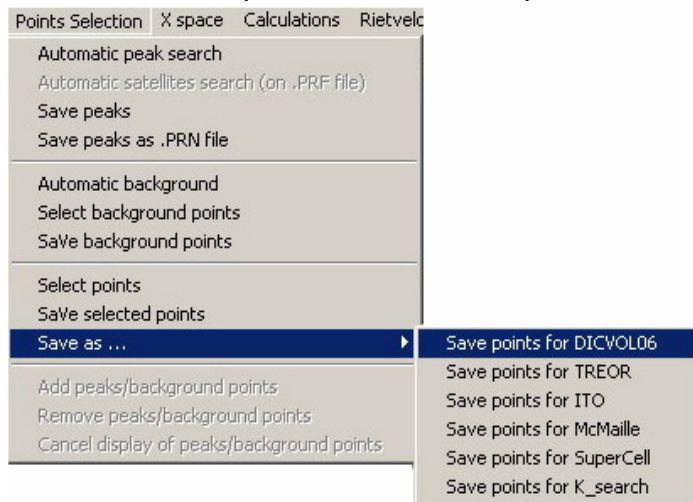 Points Selection X space Calculations Rietveld
Automatic peak search
Automatic satellites search (on .PRF file)
Save peaks
Save peaks as .PRN file
Automatic background
Select background points
SaVe background points
Select points
SaVe selected points
Save as ...
Save points for DICVOL06
Save points for TREOR
Save points for ITO
Save points for McMaille
Save points for SuperCell
Save points for K_search
Add peaks/background points
Remove peaks/background points
Cancel display of peaks/background points